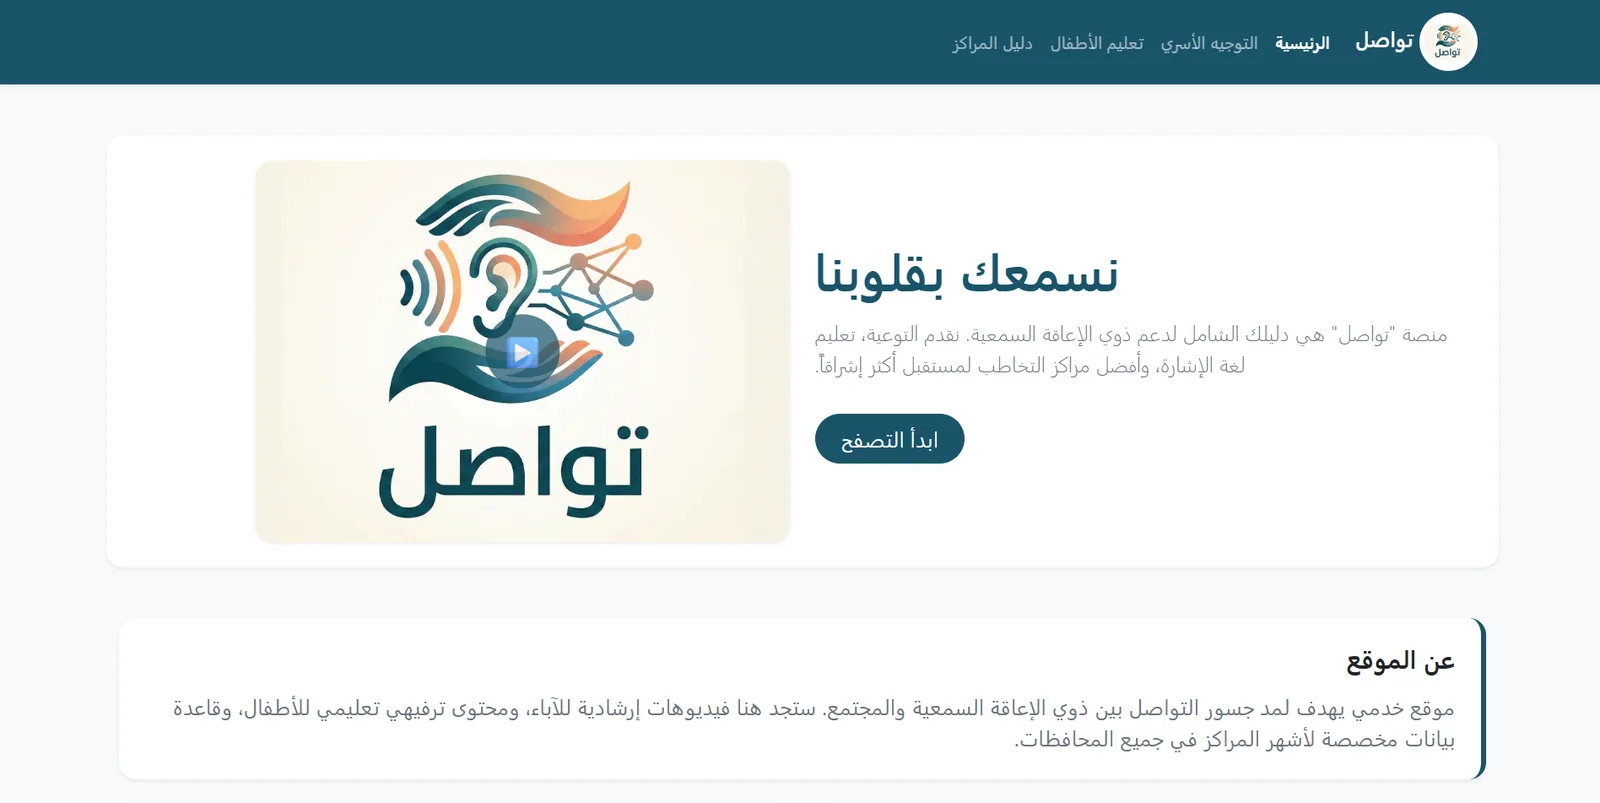 تواصل
تواصل
الرئيسية
التوجيه الأسري
تعليم الأطفال
دليل المراكز
نسمعك بقلوبنا
منصة "تواصل" هي دليلك الشامل لدعم ذوي الإعاقة السمعية. نقدم التوعية، تعليم
لغة الإشارة، وأفضل مراكز التخاطب لمستقبل أكثر إشراقاً.
ابدأ التصفح
تواصل
عن الموقع
موقع خدمي يهدف لمد جسور التواصل بين ذوي الإعاقة السمعية والمجتمع. ستجد هنا فيديوهات إرشادية للآباء، ومحتوى ترفيهي تعليمي للأطفال، وقاعدة
بيانات مخصصة لأشهر المراكز في جميع المحافظات.